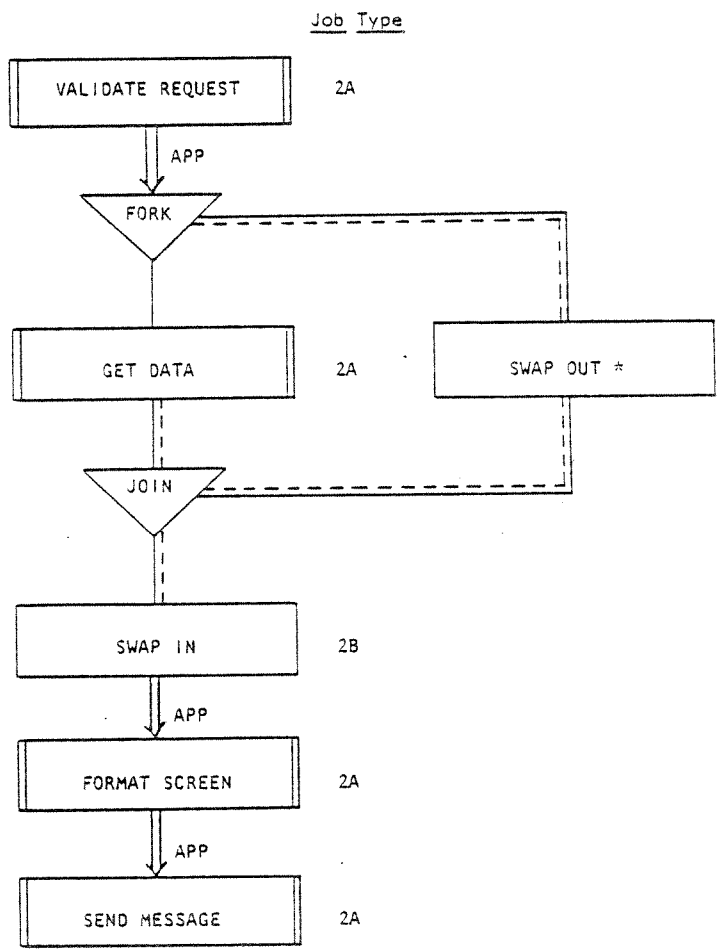 Job Type
VALIDATE REQUEST 2A
APP
FORK
GET DATA 2A
SWAP OUT *
JOIN
SWAP IN 2B
APP
FORMAT SCREEN 2A
APP
SEND MESSAGE 2A